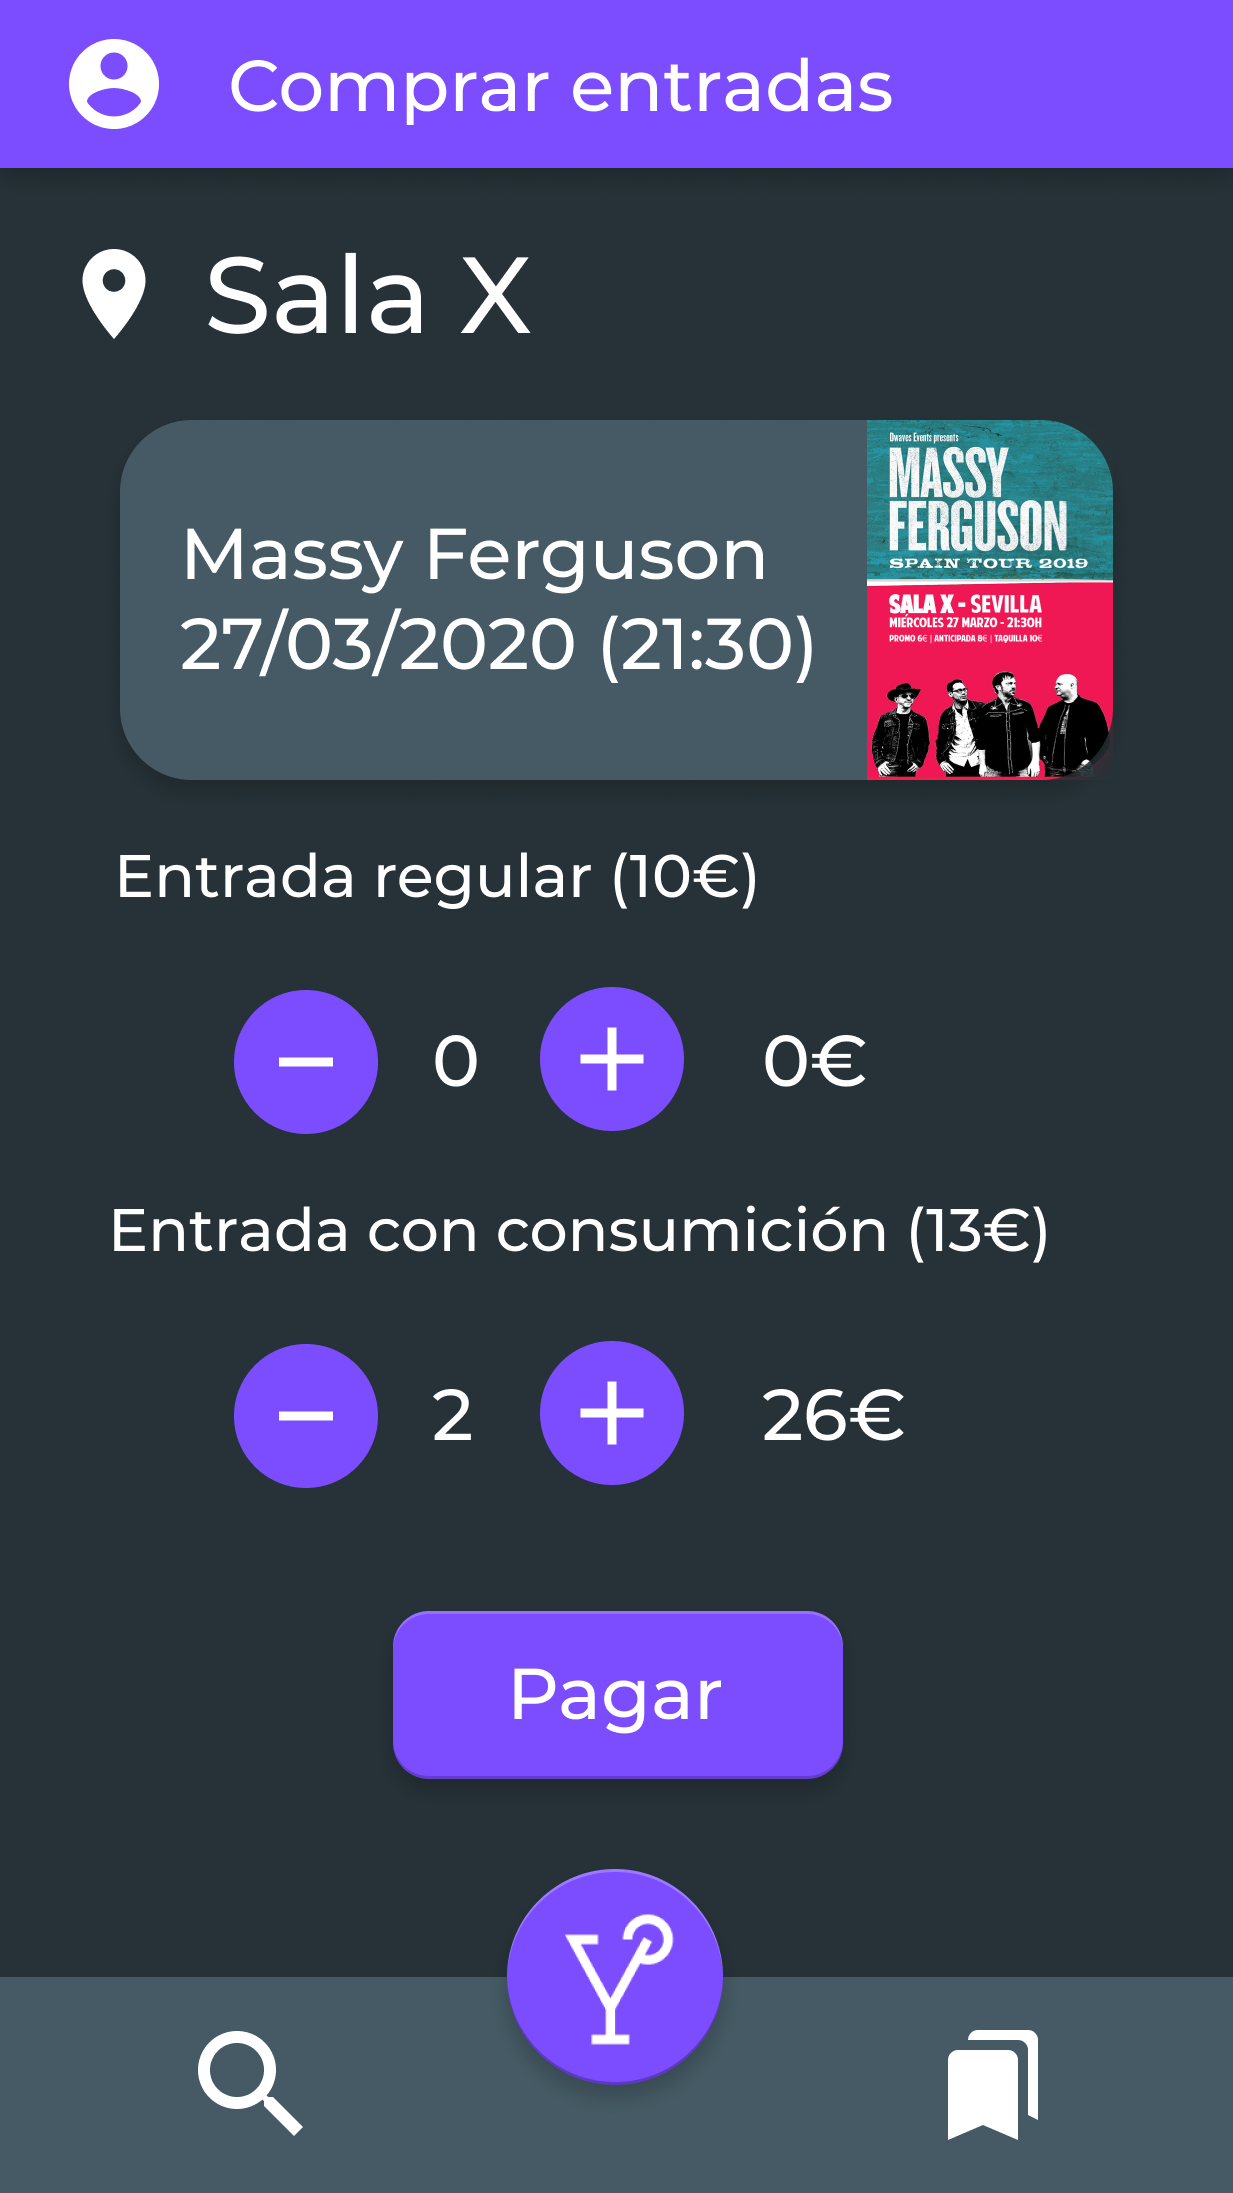 Comprar entradas
Sala X
Massy Ferguson
27/03/2020 (21:30)
Dwaves Events presents
MASSY
FERGUSON
SPAIN TOUR 2019
SALA X - SEVILLA
MIÉRCOLES 27 MARZO - 21:30H
PROMO 6€ | ANTICIPADA 8€ | TAQUILLA 10€
Entrada regular (10€)
0 0€
Entrada con consumición (13€)
2 26€
Pagar